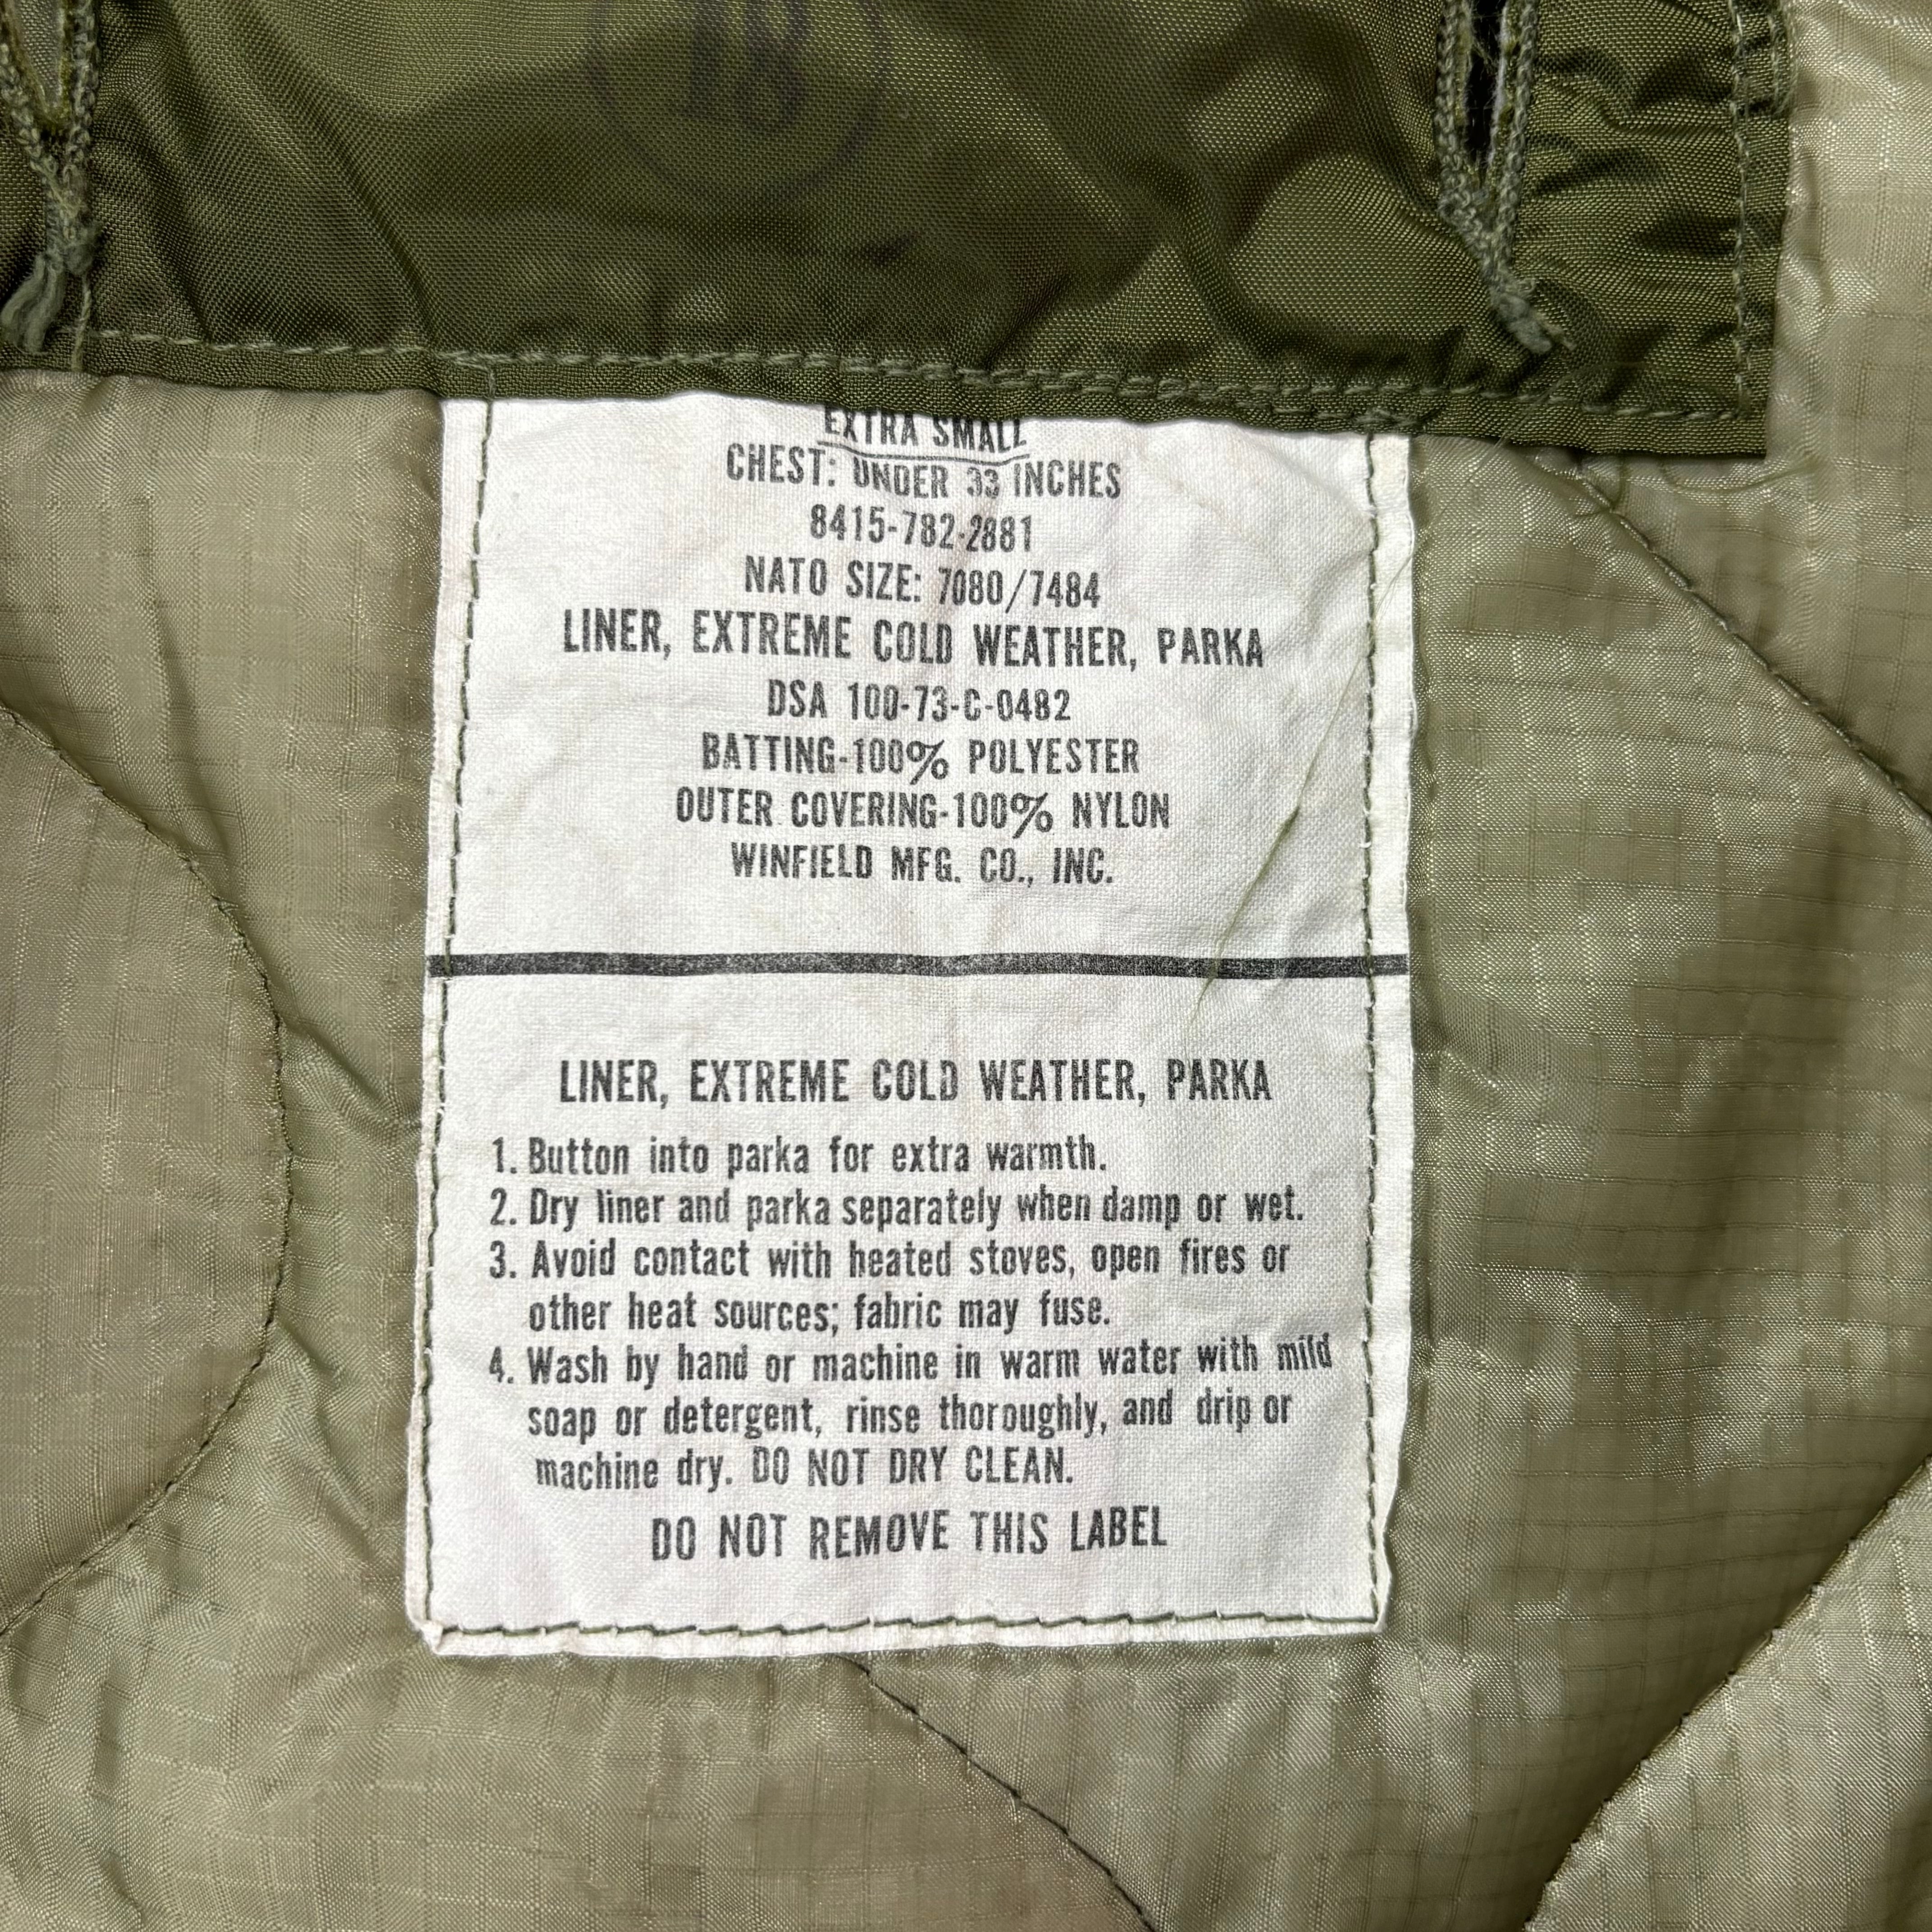 18
EXTRA SMALL
CHEST: UNDER 33 INCHES
8415-782-2881
NATO SIZE: 7080/7484
LINER, EXTREME COLD WEATHER, PARKA
DSA 100-73-C-0482
BATTING-100% POLYESTER
OUTER COVERING-100% NYLON
WINFIELD MFG. CO., INC.
LINER, EXTREME COLD WEATHER, PARKA
1. Button into parka for extra warmth.
2. Dry liner and parka separately when damp or wet.
3. Avoid contact with heated stoves, open fires or
other heat sources; fabric may fuse.
4. Wash by hand or machine in warm water with mild
soap or detergent, rinse thoroughly, and drip or
machine dry. DO NOT DRY CLEAN.
DO NOT REMOVE THIS LABEL